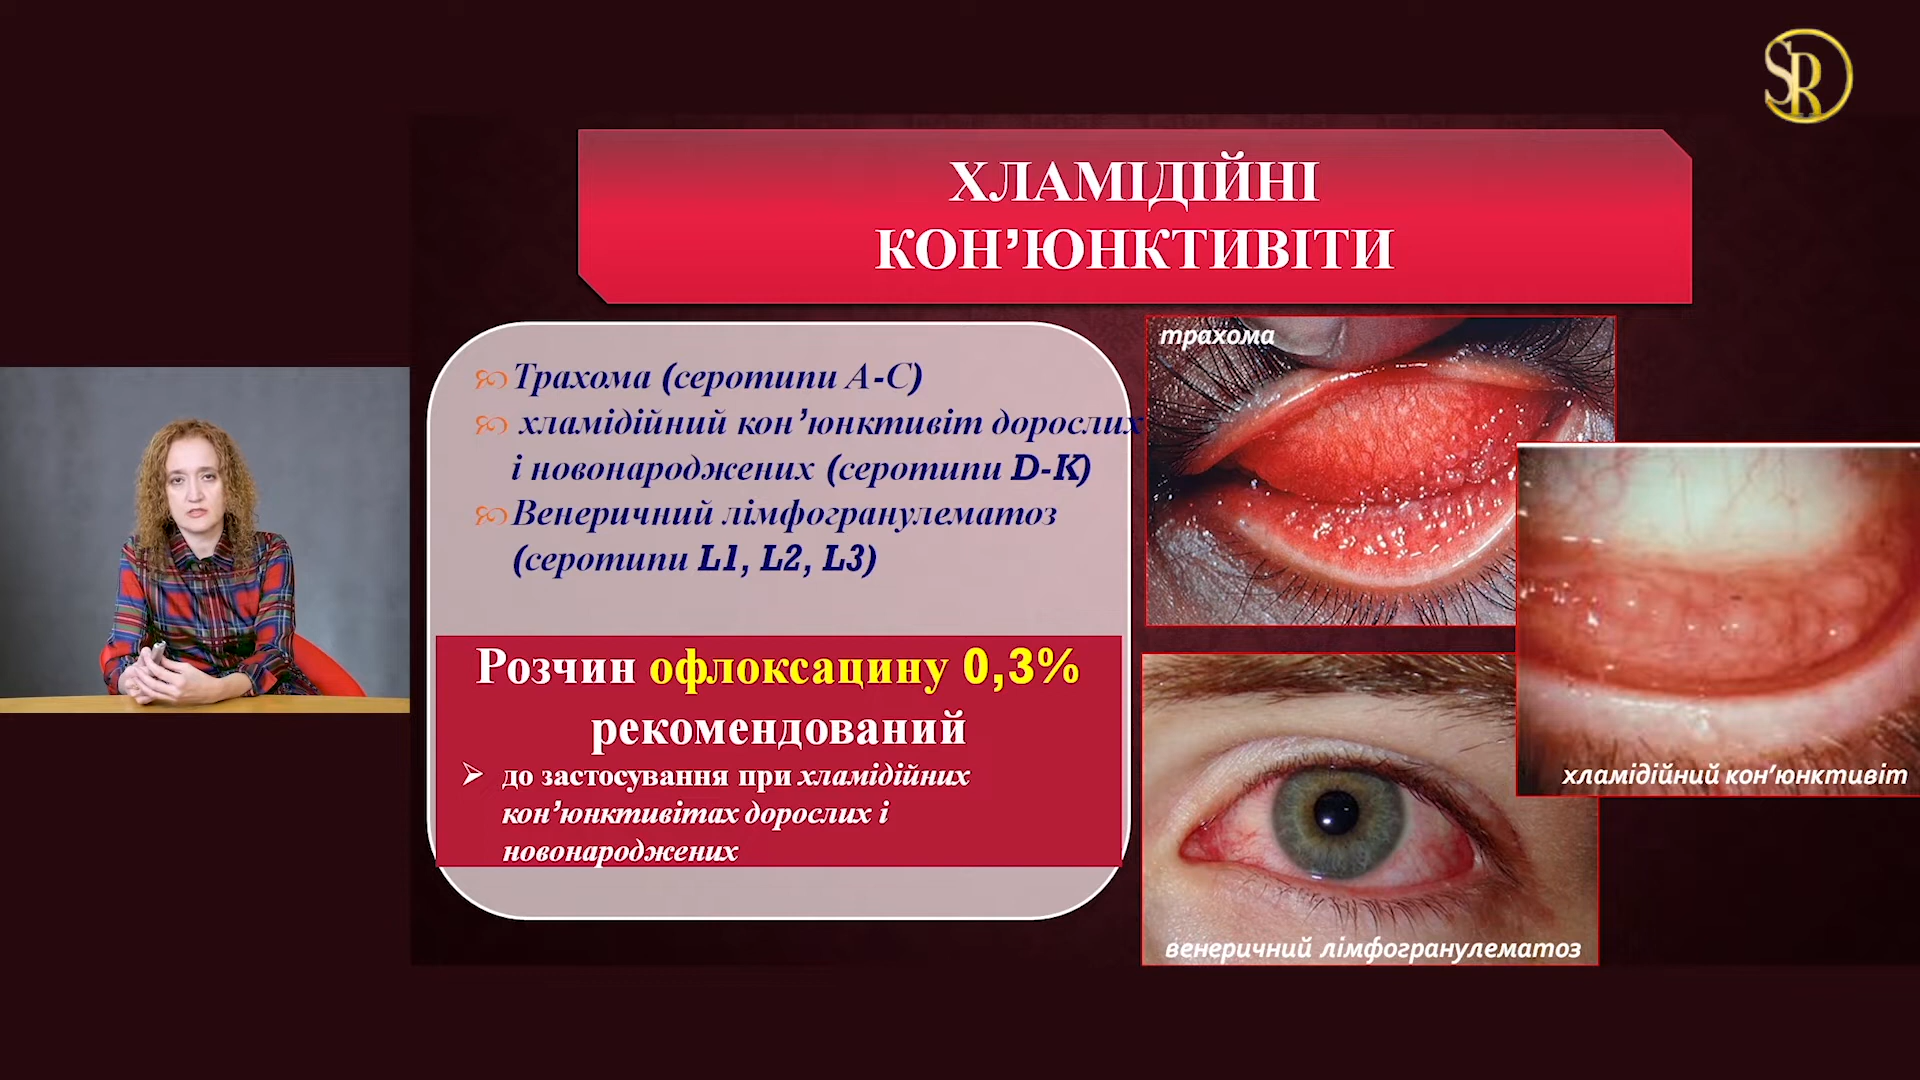 SR
ХЛАМІДІЙНІ
КОН’ЮНКТИВІТИ
Трахома (серотипи А-С)
хламідійний кон’юнктивіт дорослих
і новонароджених (серотипи D-K)
Венеричний лімфогранулематоз
(серотипи L1, L2, L3)
Розчин офлоксацину 0,3%
рекомендований
до застосування при хламідійних
кон’юнктивітах дорослих і
новонароджених
трахома
хламідійний кон’юнктивіт
венеричний лімфогранулематоз